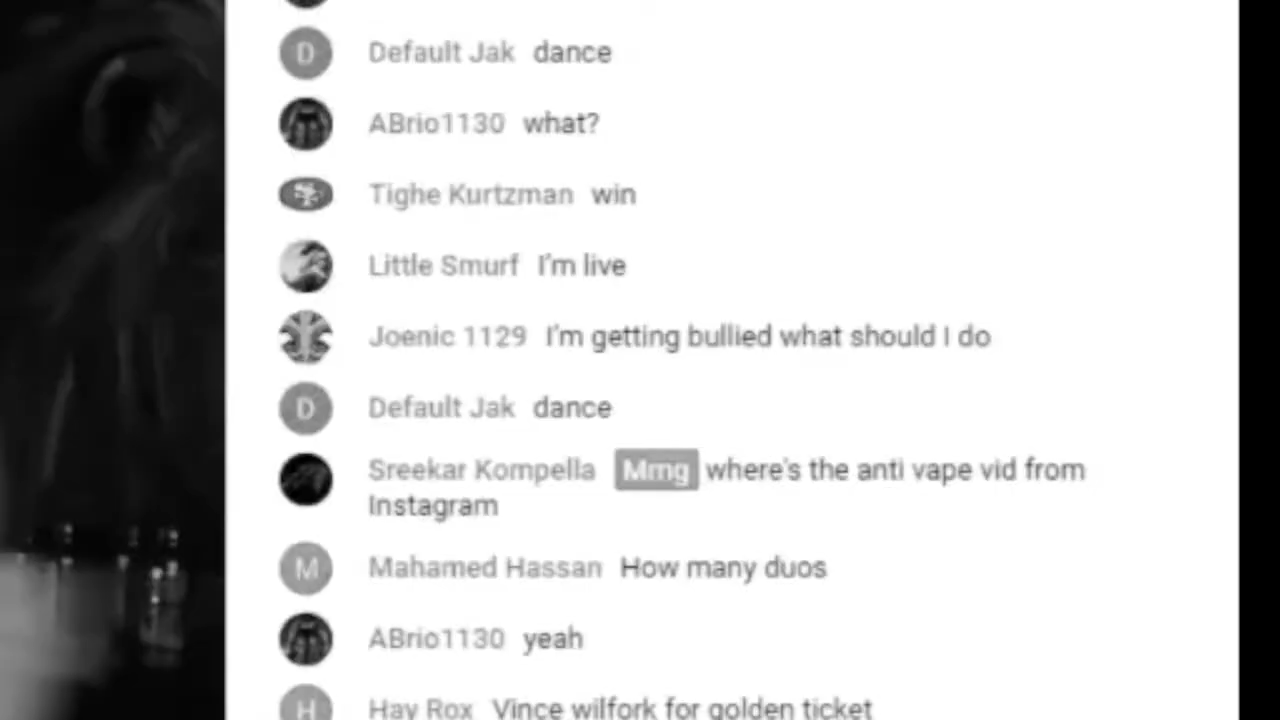 D Default Jak dance
ABrio1130 what?
Tighe Kurtzman win
Little Smurf I'm live
Joenic 1129 I'm getting bullied what should I do
D Default Jak dance
Sreekar Kompella Mmg where's the anti vape vid from
Instagram
M Mahamed Hassan How many duos
ABrio1130 yeah
H Hay Rox Vince wilfork for golden ticket